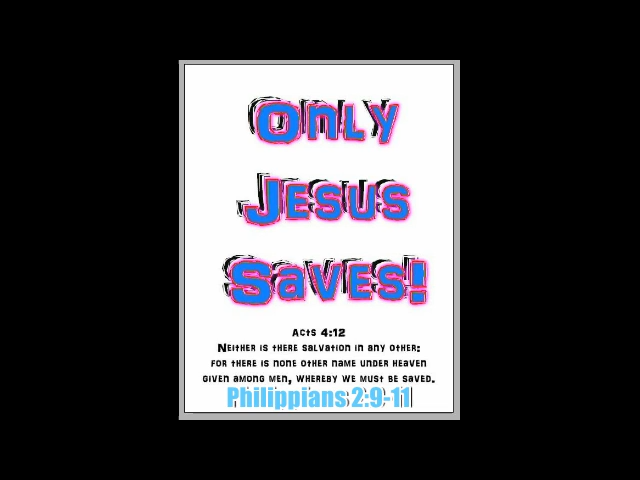 Only
Jesus
Saves!
Acts 4:12
Neither is there salvation in any other:
for there is none other name under heaven
given among men, whereby we must be saved.
Philippians 2:9-11